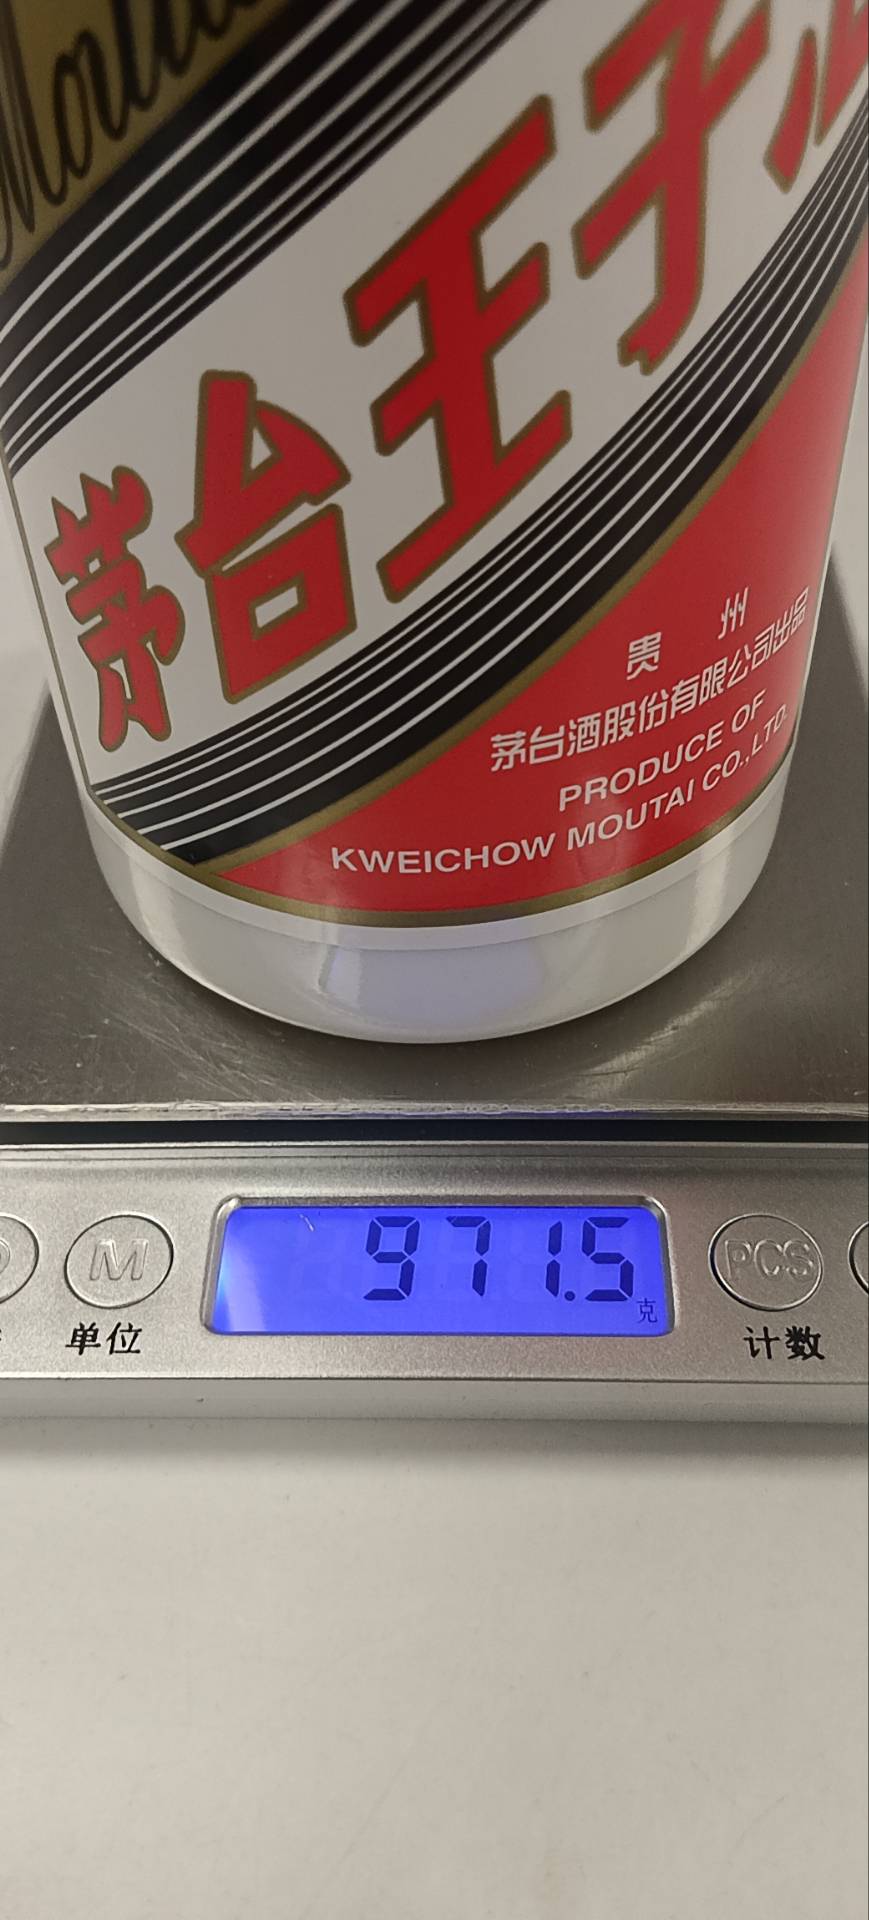 茅台王子
贵 州
茅台酒股份有限公司出品
PRODUCE OF
KWEICHOW MOUTAI CO.,LTD.
971.5
克
M
PCS
单位
计数